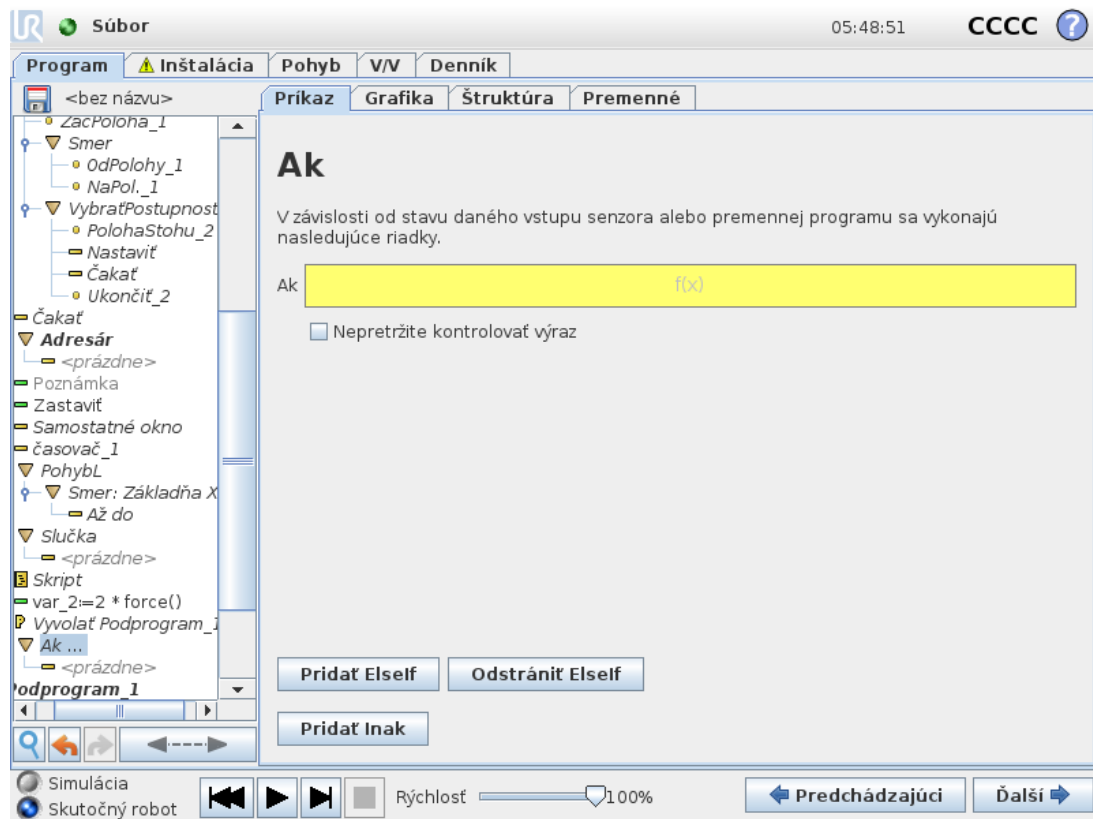 Súbor
05:48:51
CCCC
?
Program
Inštalácia
Pohyb
V/V
Denník
<bez názvu>
Príkaz
Grafika
Štruktúra
Premenné
ZacPoloha_1
Smer
OdPolohy_1
NaPol._1
VybraťPostupnost
PolohaStohu_2
Nastaviť
Čakať
Ukončiť_2
Čakať
Adresár
<prázdne>
Poznámka
Zastaviť
Samostatné okno
časovač_1
PohybL
Smer: Základňa X
Až do
Slučka
<prázdne>
Skript
var_2:=2 * force()
Vyvolať Podprogram_1
Ak ...
<prázdne>
Podprogram_1
Ak
V závislosti od stavu daného vstupu senzora alebo premennej programu sa vykonajú
nasledujúce riadky.
Ak
f(x)
Nepretržite kontrolovať výraz
Pridať ElseIf
Odstrániť ElseIf
Pridať Inak
Simulácia
Skutočný robot
Rýchlosť
100%
Predchádzajúci
Ďalší